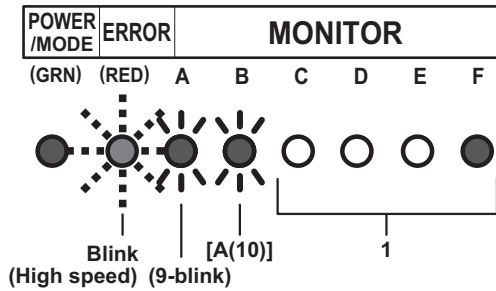 POWER
/MODE ERROR MONITOR
(GRN) (RED) A B C D E F
Blink [A(10)] 1
(High speed) (9-blink)